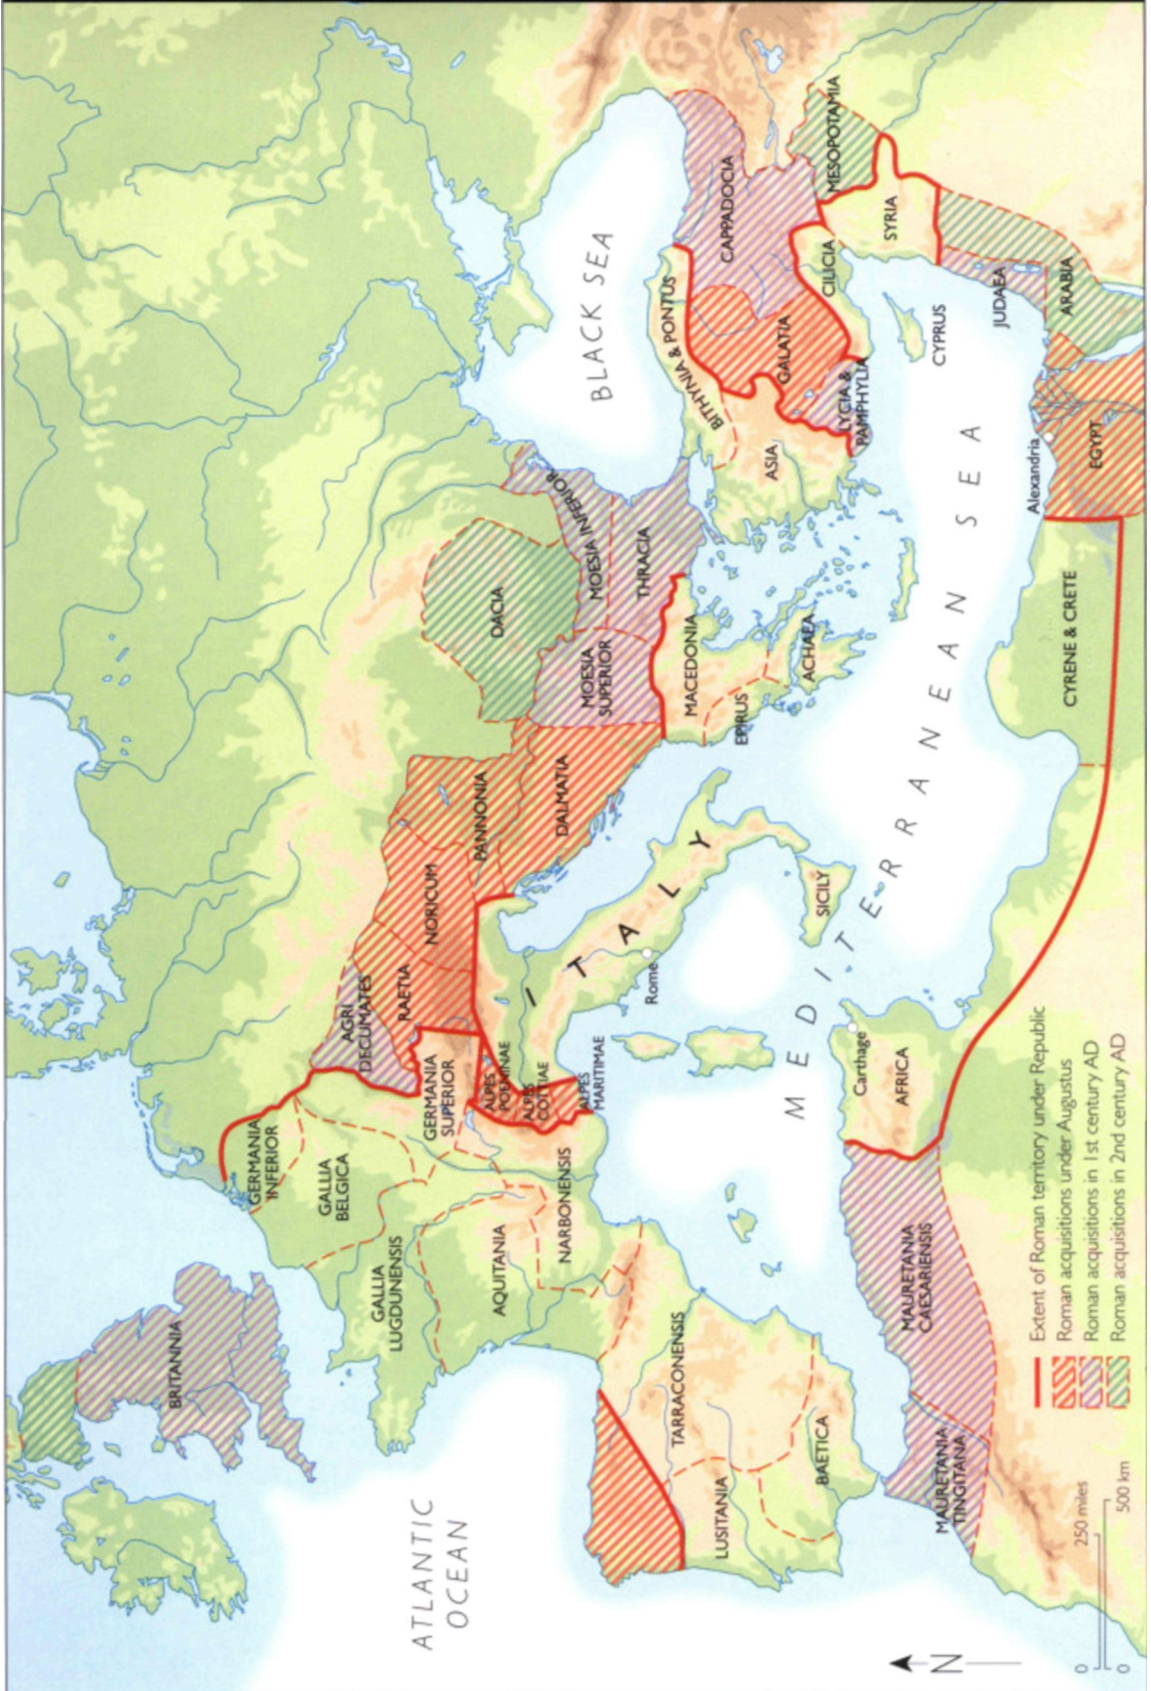 BRITANNIA
ATLANTIC
OCEAN
GERMANIA
INFERIOR
GALLIA
BELGICA
GALLIA
LUGDUNENSIS
AGRI
DECUMATES
GERMANIA
SUPERIOR
RAETIA
NORICUM
PANNONIA
DALMATIA
DACIA
MOESIA
SUPERIOR
MOESIA INFERIOR
THRACIA
BLACK SEA
AQUITANIA
NARBONENSIS
ALPES
POENINAE
ALPES
COTTIAE
ALPES
MARITIMAE
ITALY
Rome
MACEDONIA
EPIRUS
ACHAEA
BITHYNIA & PONTUS
ASIA
GALATIA
CAPPADOCIA
LYCIA &
PAMPHYLIA
CILICIA
MESOPOTAMIA
SYRIA
CYPRUS
JUDAEA
ARABIA
TARRACONENSIS
LUSITANIA
BAETICA
SICILY
MEDITERRANEAN SEA
Carthage
AFRICA
MAURETANIA
CAESARIENSIS
MAURETANIA
TINGITANA
CYRENE & CRETE
Alexandria
EGYPT
N
0 250 miles
0 500 km
Extent of Roman territory under Republic
Roman acquisitions under Augustus
Roman acquisitions in 1st century AD
Roman acquisitions in 2nd century AD